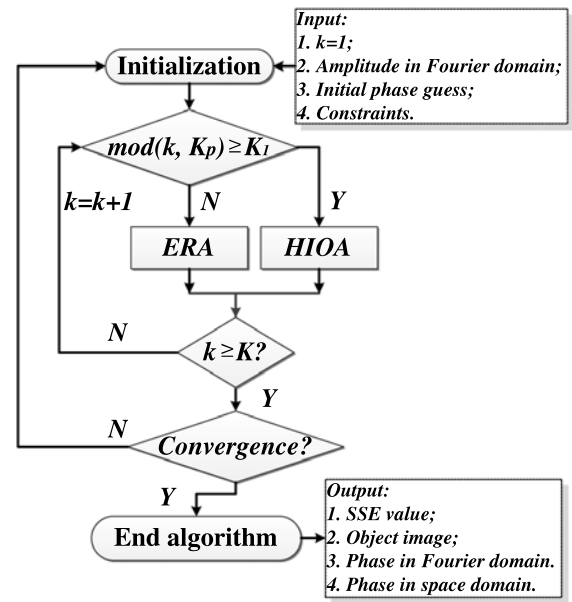 Input:
1. k=1;
2. Amplitude in Fourier domain;
3. Initial phase guess;
4. Constraints.
Initialization
mod(k, Kp) ≥ K1
k=k+1
N
Y
ERA
HIOA
N
k ≥ K?
Y
N
Convergence?
Y
End algorithm
Output:
1. SSE value;
2. Object image;
3. Phase in Fourier domain.
4. Phase in space domain.